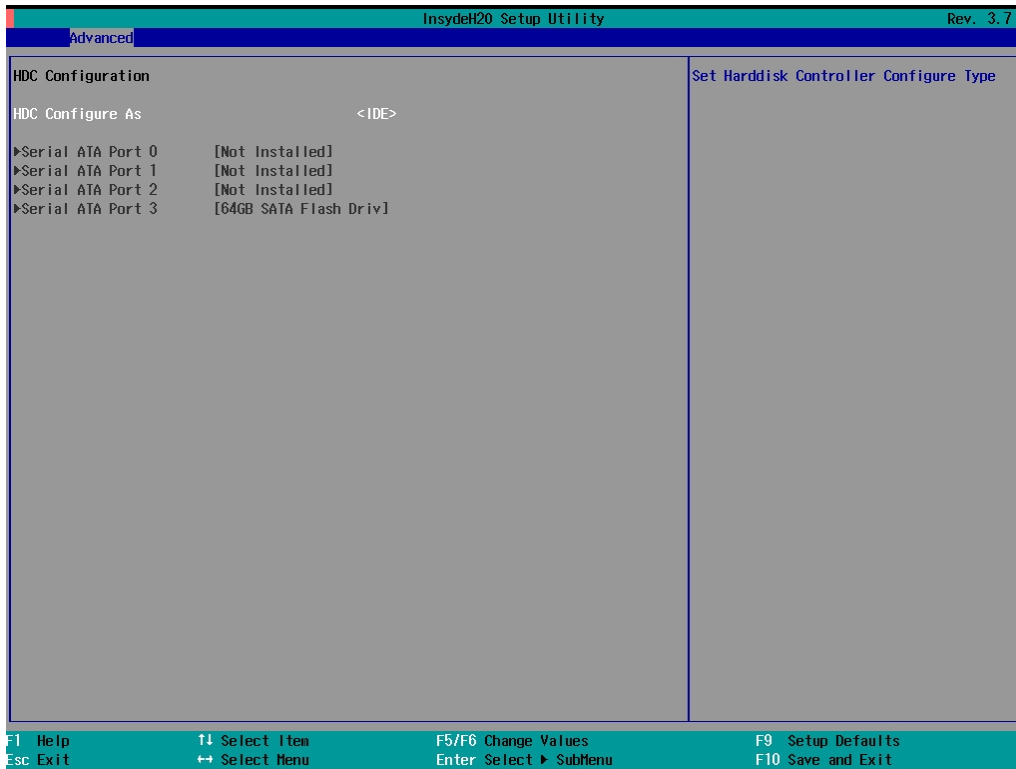 InsydeH20 Setup Utility Rev. 3.7
Advanced
HDC Configuration
Set Harddisk Controller Configure Type
HDC Configure As <IDE>
▶Serial ATA Port 0 [Not Installed]
▶Serial ATA Port 1 [Not Installed]
▶Serial ATA Port 2 [Not Installed]
▶Serial ATA Port 3 [64GB SATA Flash Driv]
F1 Help ↑↓ Select Item F5/F6 Change Values F9 Setup Defaults
Esc Exit ↔ Select Menu Enter Select ▶ SubMenu F10 Save and Exit